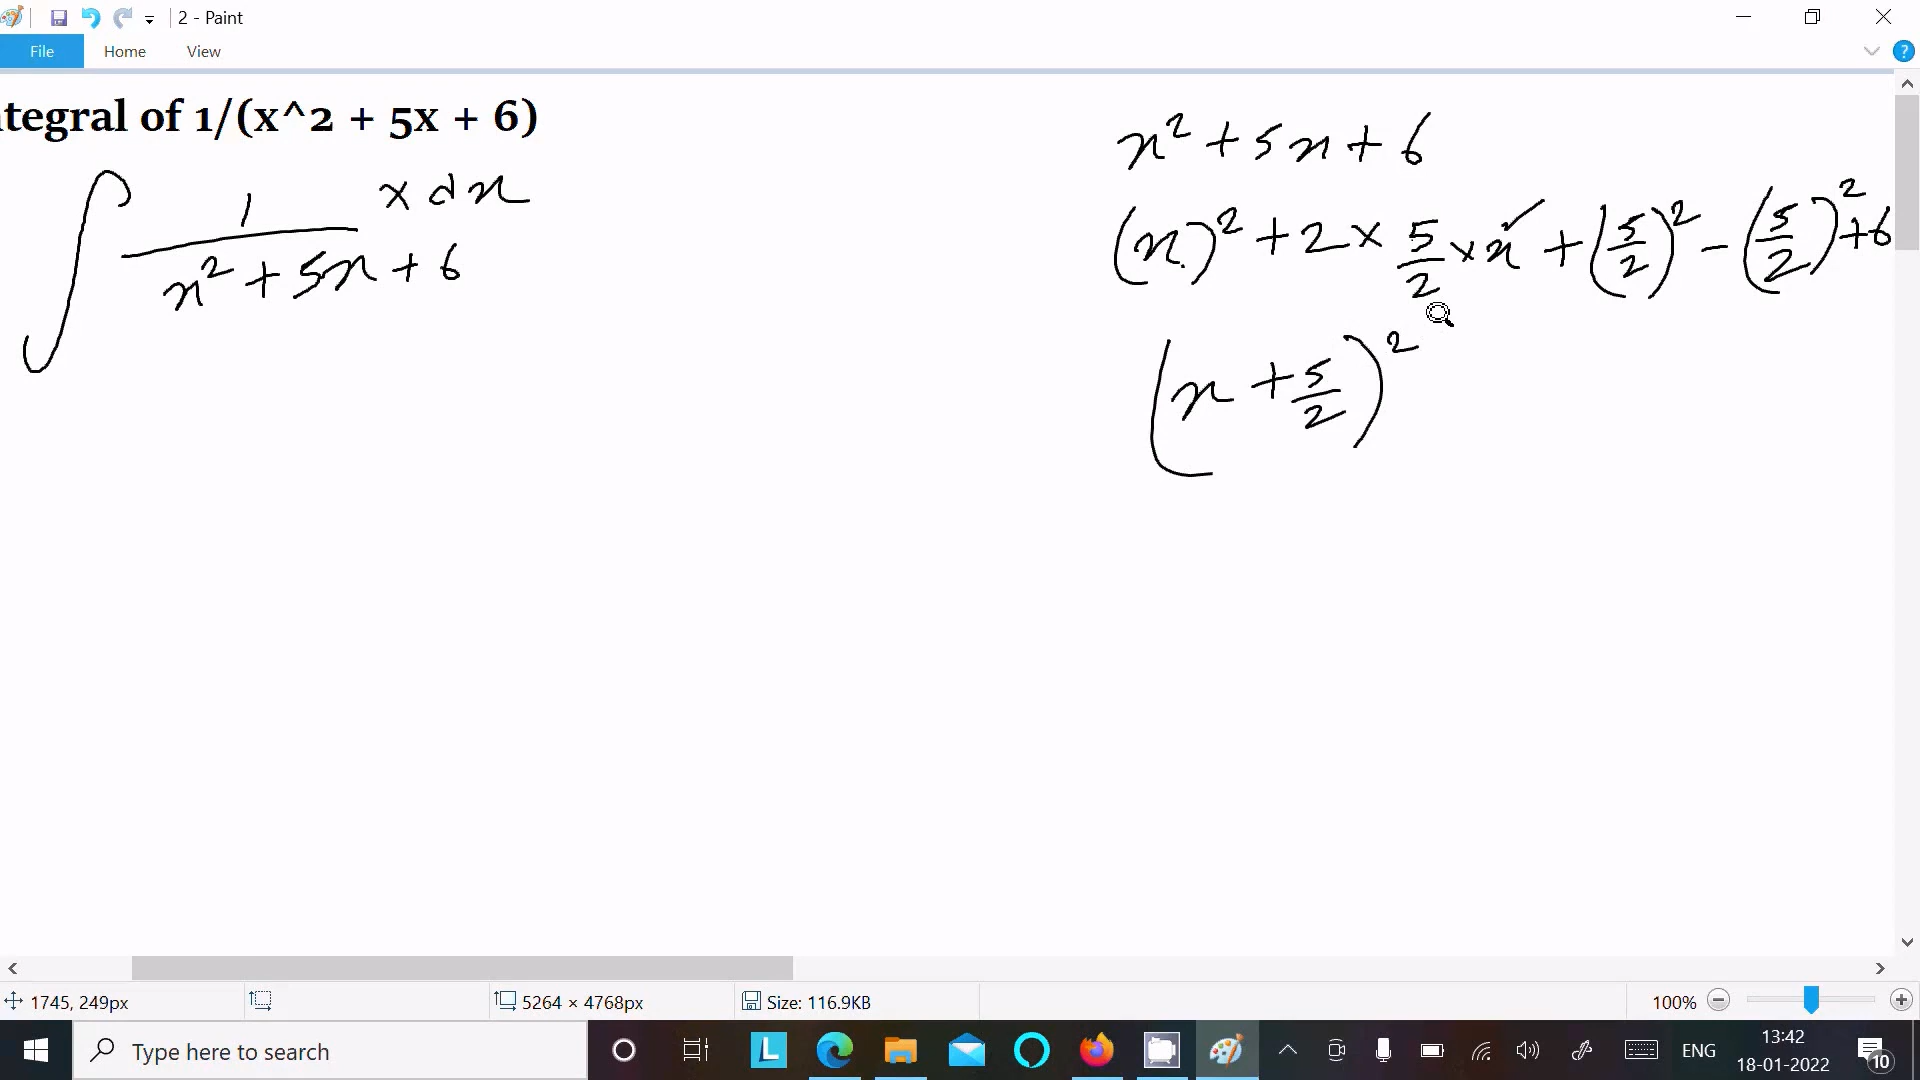 2 - Paint
File Home View
ntegral of 1/(x^2 + 5x + 6)
∫ 1/(x² + 5x + 6) × dx
x² + 5x + 6
(x)² + 2 × 5/2 × x + (5/2)² - (5/2)² + 6
(x + 5/2)²
1745, 249px
5264 × 4768px
Size: 116.9KB
100%
Type here to search
L
ENG
13:42
18-01-2022
10